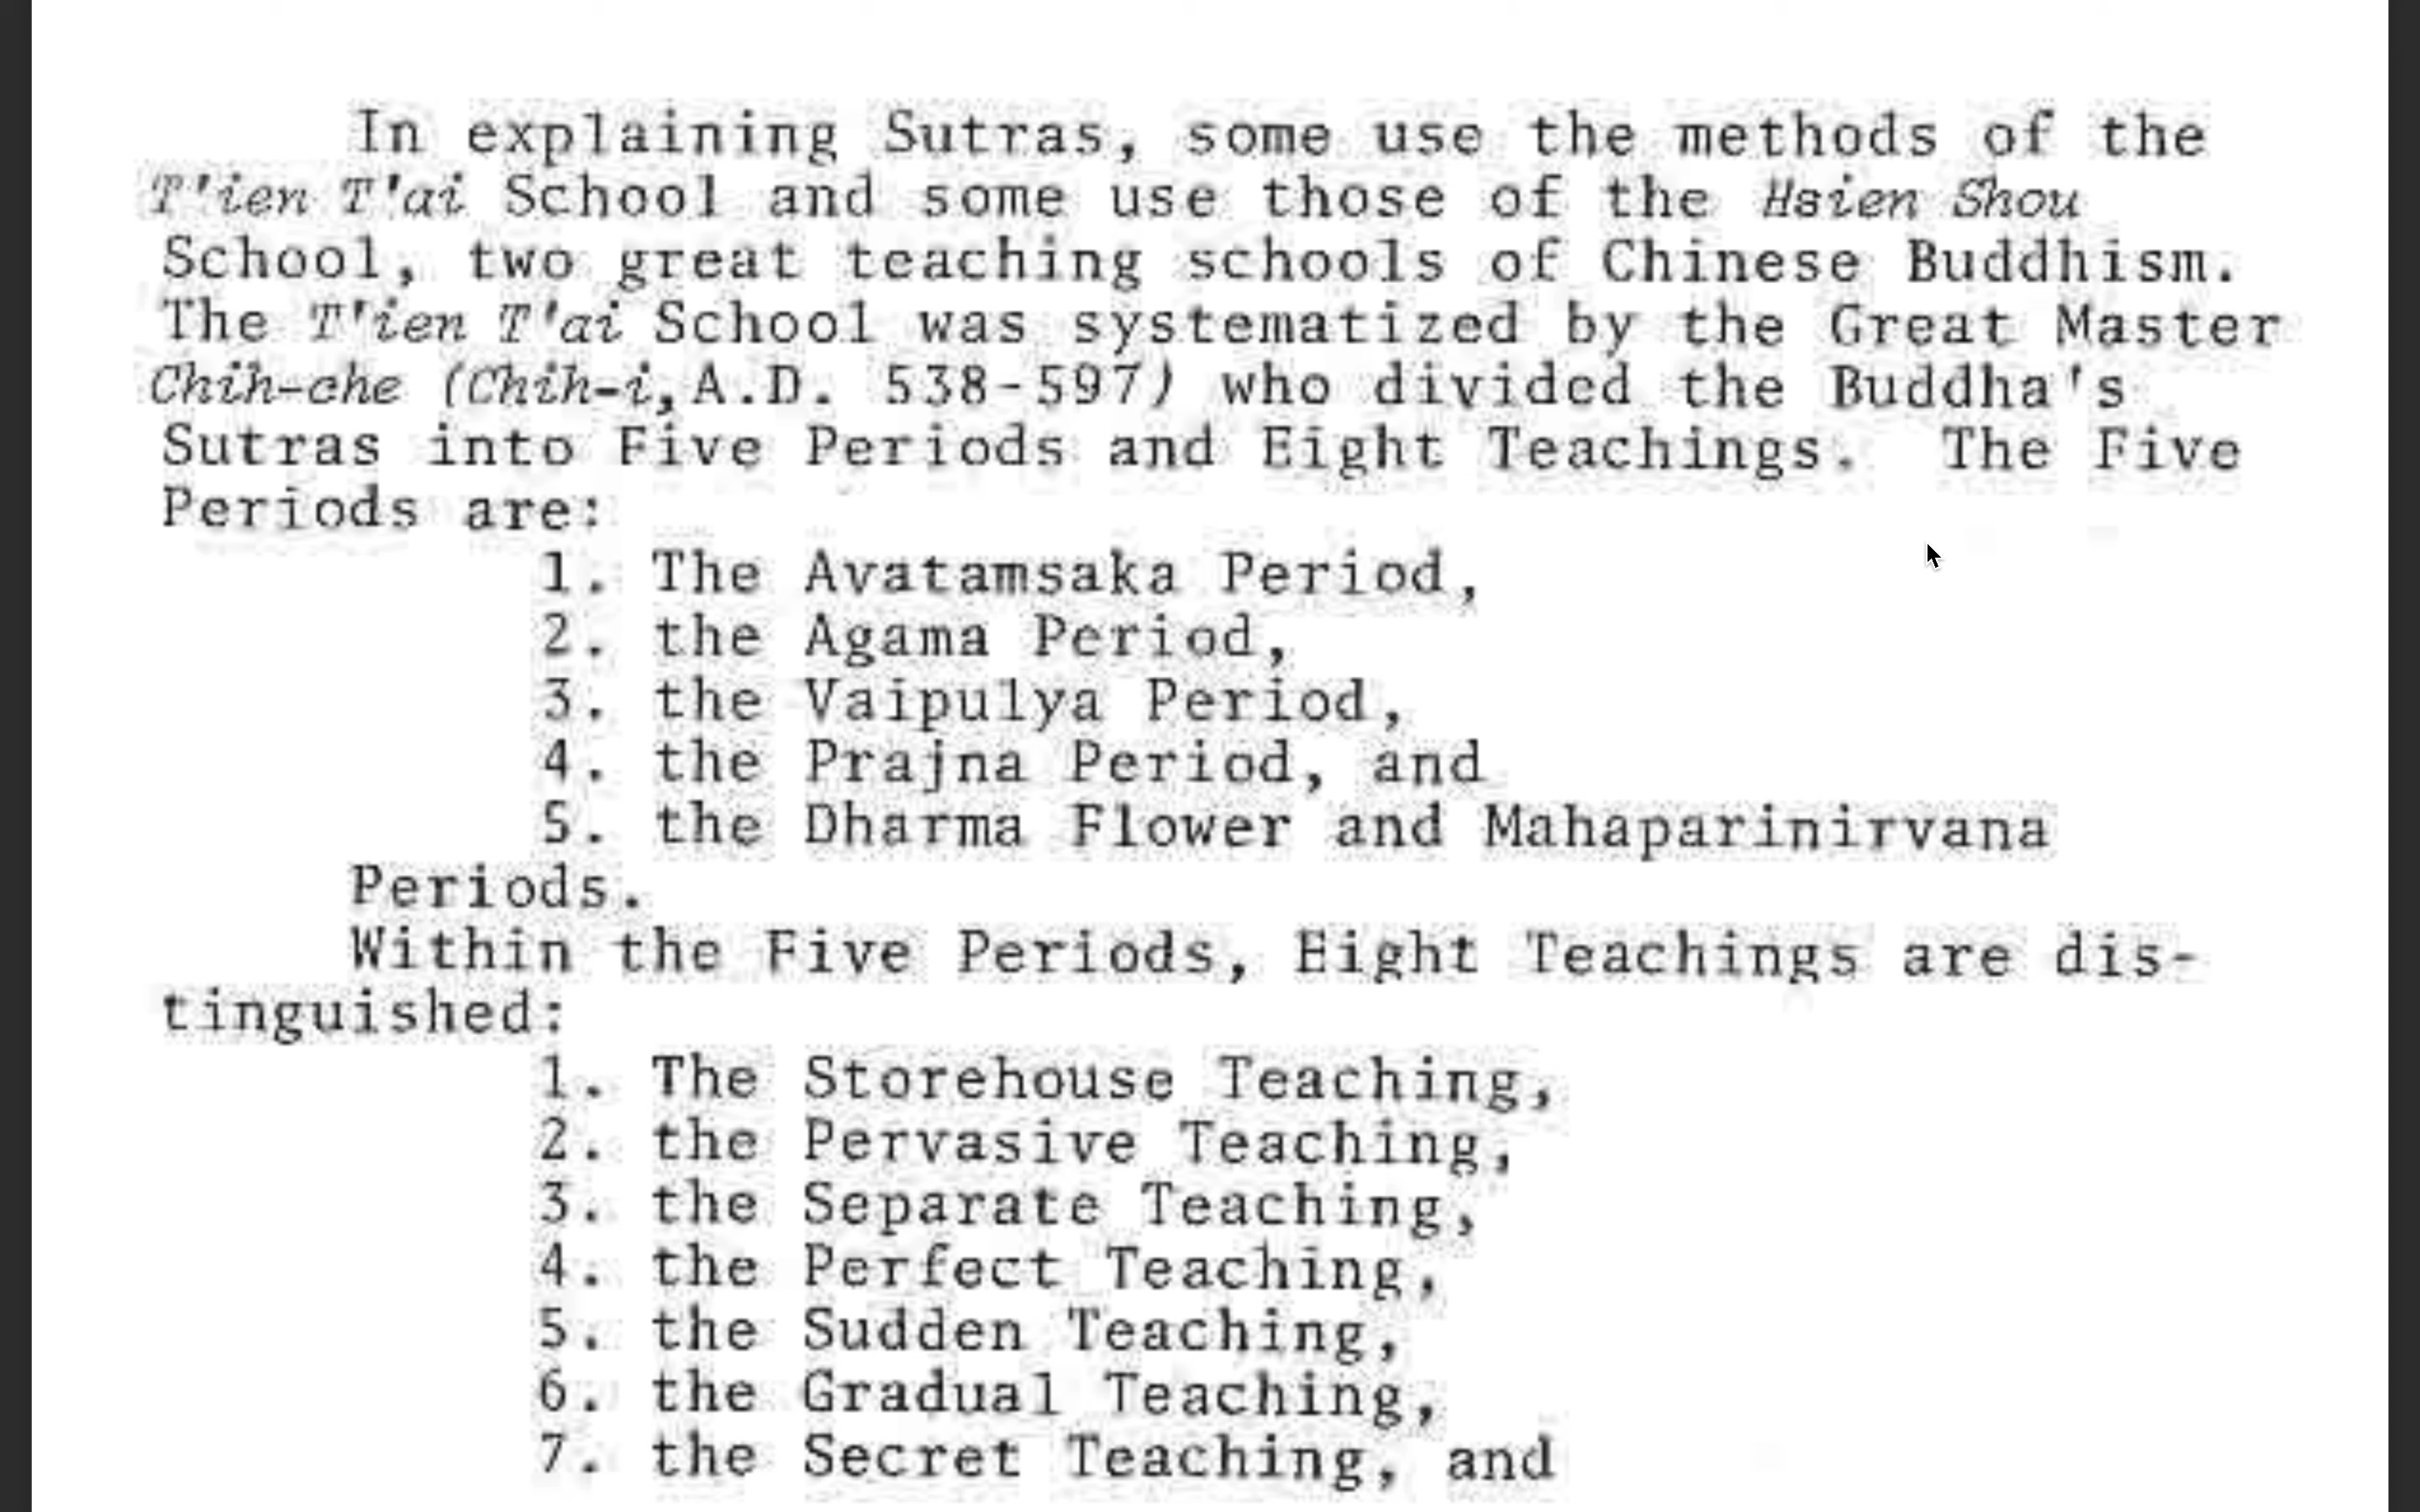 In explaining Sutras, some use the methods of the
T'ien T'ai School and some use those of the Hsien Shou
School, two great teaching schools of Chinese Buddhism.
The T'ien T'ai School was systematized by the Great Master
Chih-che (Chih-i, A.D. 538-597) who divided the Buddha's
Sutras into Five Periods and Eight Teachings. The Five
Periods are:
1. The Avatamsaka Period,
2. the Agama Period,
3. the Vaipulya Period,
4. the Prajna Period, and
5. the Dharma Flower and Mahaparinirvana
Periods.
Within the Five Periods, Eight Teachings are dis-
tinguished:
1. The Storehouse Teaching,
2. the Pervasive Teaching,
3. the Separate Teaching,
4. the Perfect Teaching,
5. the Sudden Teaching,
6. the Gradual Teaching,
7. the Secret Teaching, and